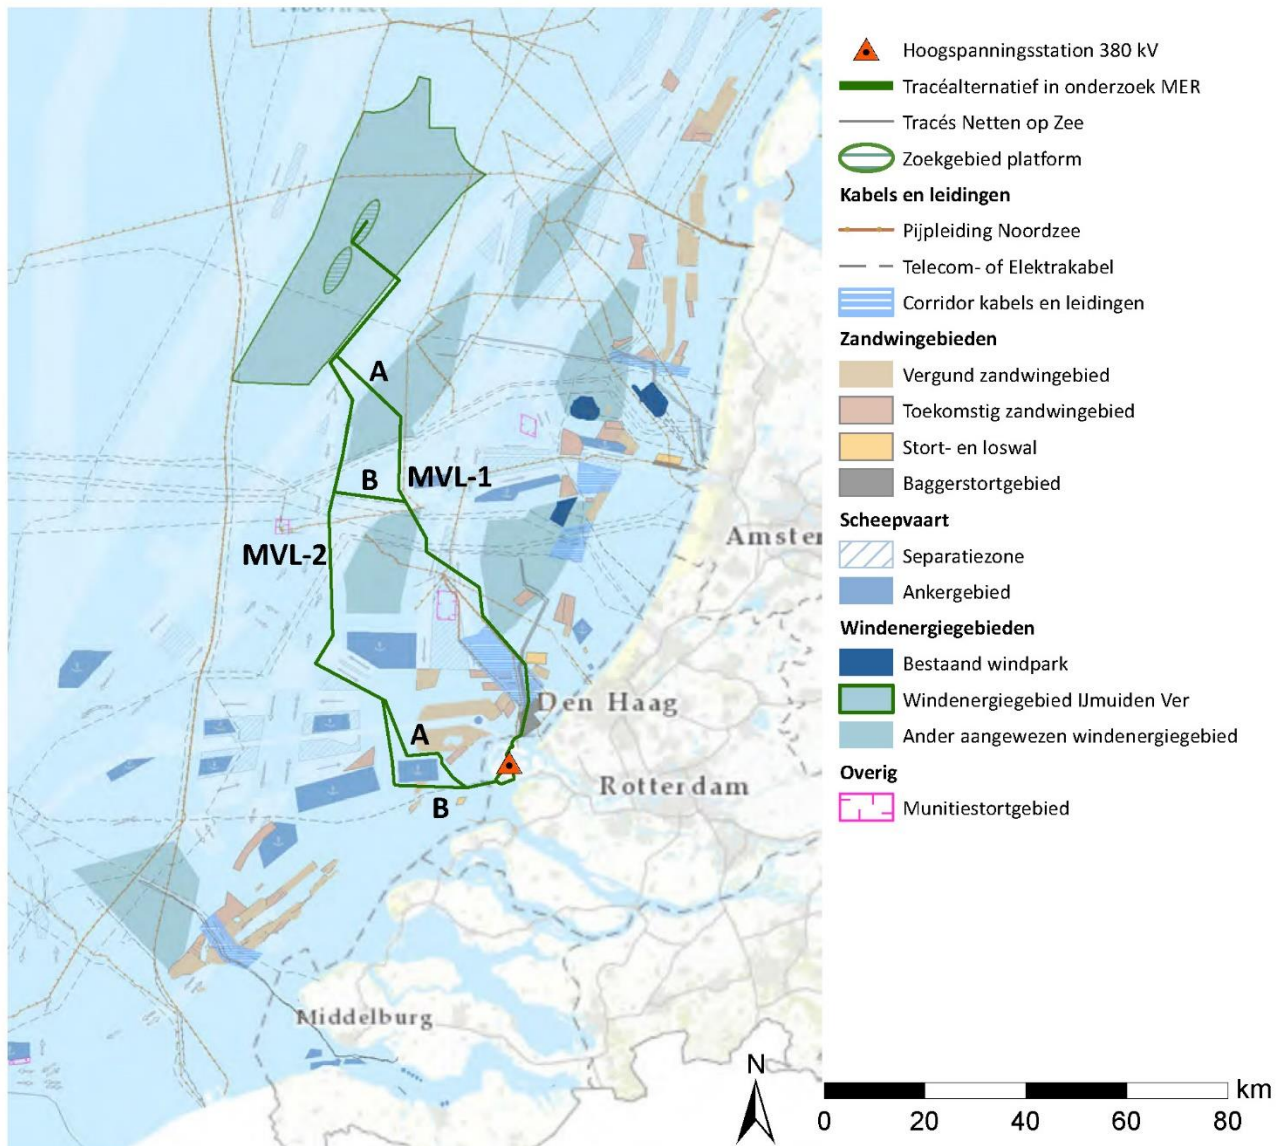 A
B
MVL-1
MVL-2
Amster
Den Haag
A
Rotterdam
B
Middelburg
Hoogspanningsstation 380 kV
Tracéalternatief in onderzoek MER
Tracés Netten op Zee
Zoekgebied platform
Kabels en leidingen
Pijpleiding Noordzee
Telecom- of Elektrakabel
Corridor kabels en leidingen
Zandwingebieden
Vergund zandwingebied
Toekomstig zandwingebied
Stort- en loswal
Baggerstortgebied
Scheepvaart
Separatiezone
Ankergebied
Windenergiegebieden
Bestaand windpark
Windenergiegebied IJmuiden Ver
Ander aangewezen windenergiegebied
Overig
Munitiestortgebied
N
km
0 20 40 60 80